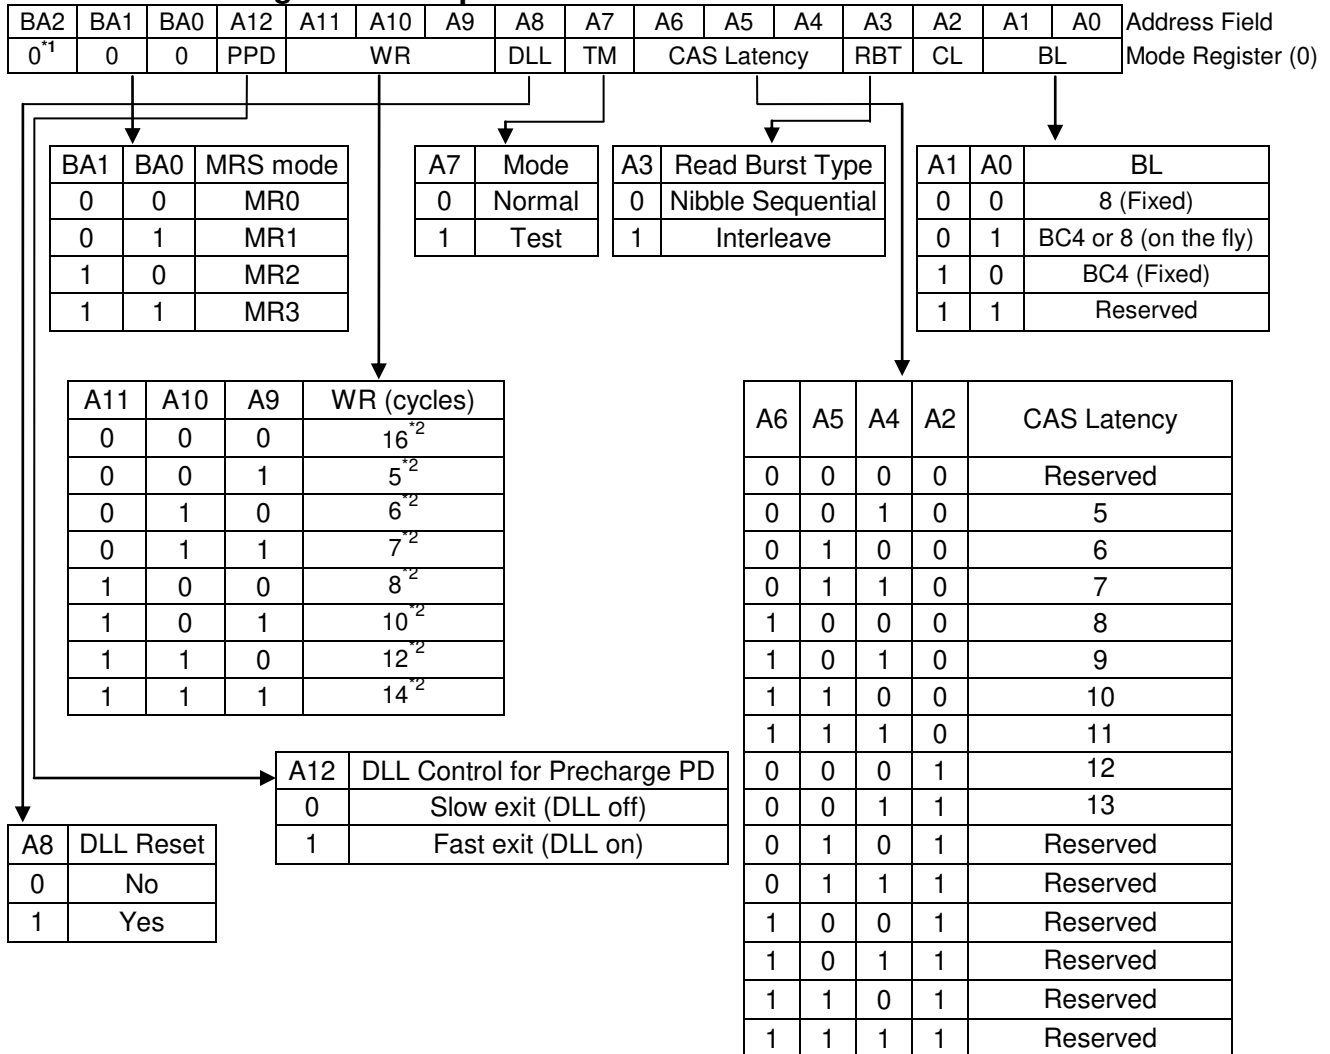 BA2 BA1 BA0 A12 A11 A10 A9 A8 A7 A6 A5 A4 A3 A2 A1 A0 Address Field
0*1 0 0 PPD WR DLL TM CAS Latency RBT CL BL Mode Register (0)
BA1 BA0 MRS mode
0 0 MR0
0 1 MR1
1 0 MR2
1 1 MR3
A7 Mode
0 Normal
1 Test
A3 Read Burst Type
0 Nibble Sequential
1 Interleave
A1 A0 BL
0 0 8 (Fixed)
0 1 BC4 or 8 (on the fly)
1 0 BC4 (Fixed)
1 1 Reserved
A11 A10 A9 WR (cycles)
0 0 0 16*2
0 0 1 5*2
0 1 0 6*2
0 1 1 7*2
1 0 0 8*2
1 0 1 10*2
1 1 0 12*2
1 1 1 14*2
A6 A5 A4 A2 CAS Latency
0 0 0 0 Reserved
0 0 1 0 5
0 1 0 0 6
0 1 1 0 7
1 0 0 0 8
1 0 1 0 9
1 1 0 0 10
1 1 1 0 11
0 0 0 1 12
0 0 1 1 13
0 1 0 1 Reserved
0 1 1 1 Reserved
1 0 0 1 Reserved
1 0 1 1 Reserved
1 1 0 1 Reserved
1 1 1 1 Reserved
A12 DLL Control for Precharge PD
0 Slow exit (DLL off)
1 Fast exit (DLL on)
A8 DLL Reset
0 No
1 Yes